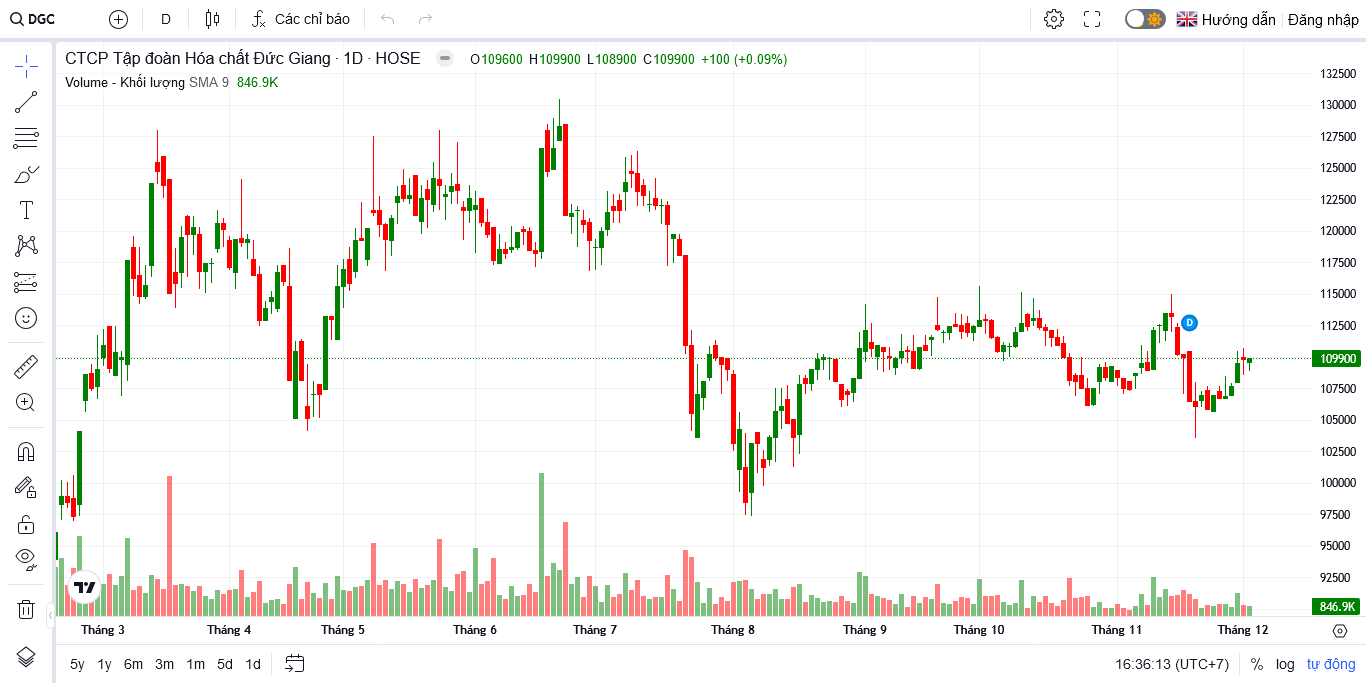 DGC D Các chỉ báo Hướng dẫn Đăng nhập
CTCP Tập đoàn Hóa chất Đức Giang · 1D · HOSE O109600 H109900 L108900 C109900 +100 (+0.09%)
Volume - Khối lượng SMA 9 846.9K
132500
130000
127500
125000
122500
120000
117500
115000
D
112500
109900
107500
105000
102500
100000
97500
95000
92500
846.9K
Tháng 3 Tháng 4 Tháng 5 Tháng 6 Tháng 7 Tháng 8 Tháng 9 Tháng 10 Tháng 11 Tháng 12
5y 1y 6m 3m 1m 5d 1d 16:36:13 (UTC+7) % log tự động